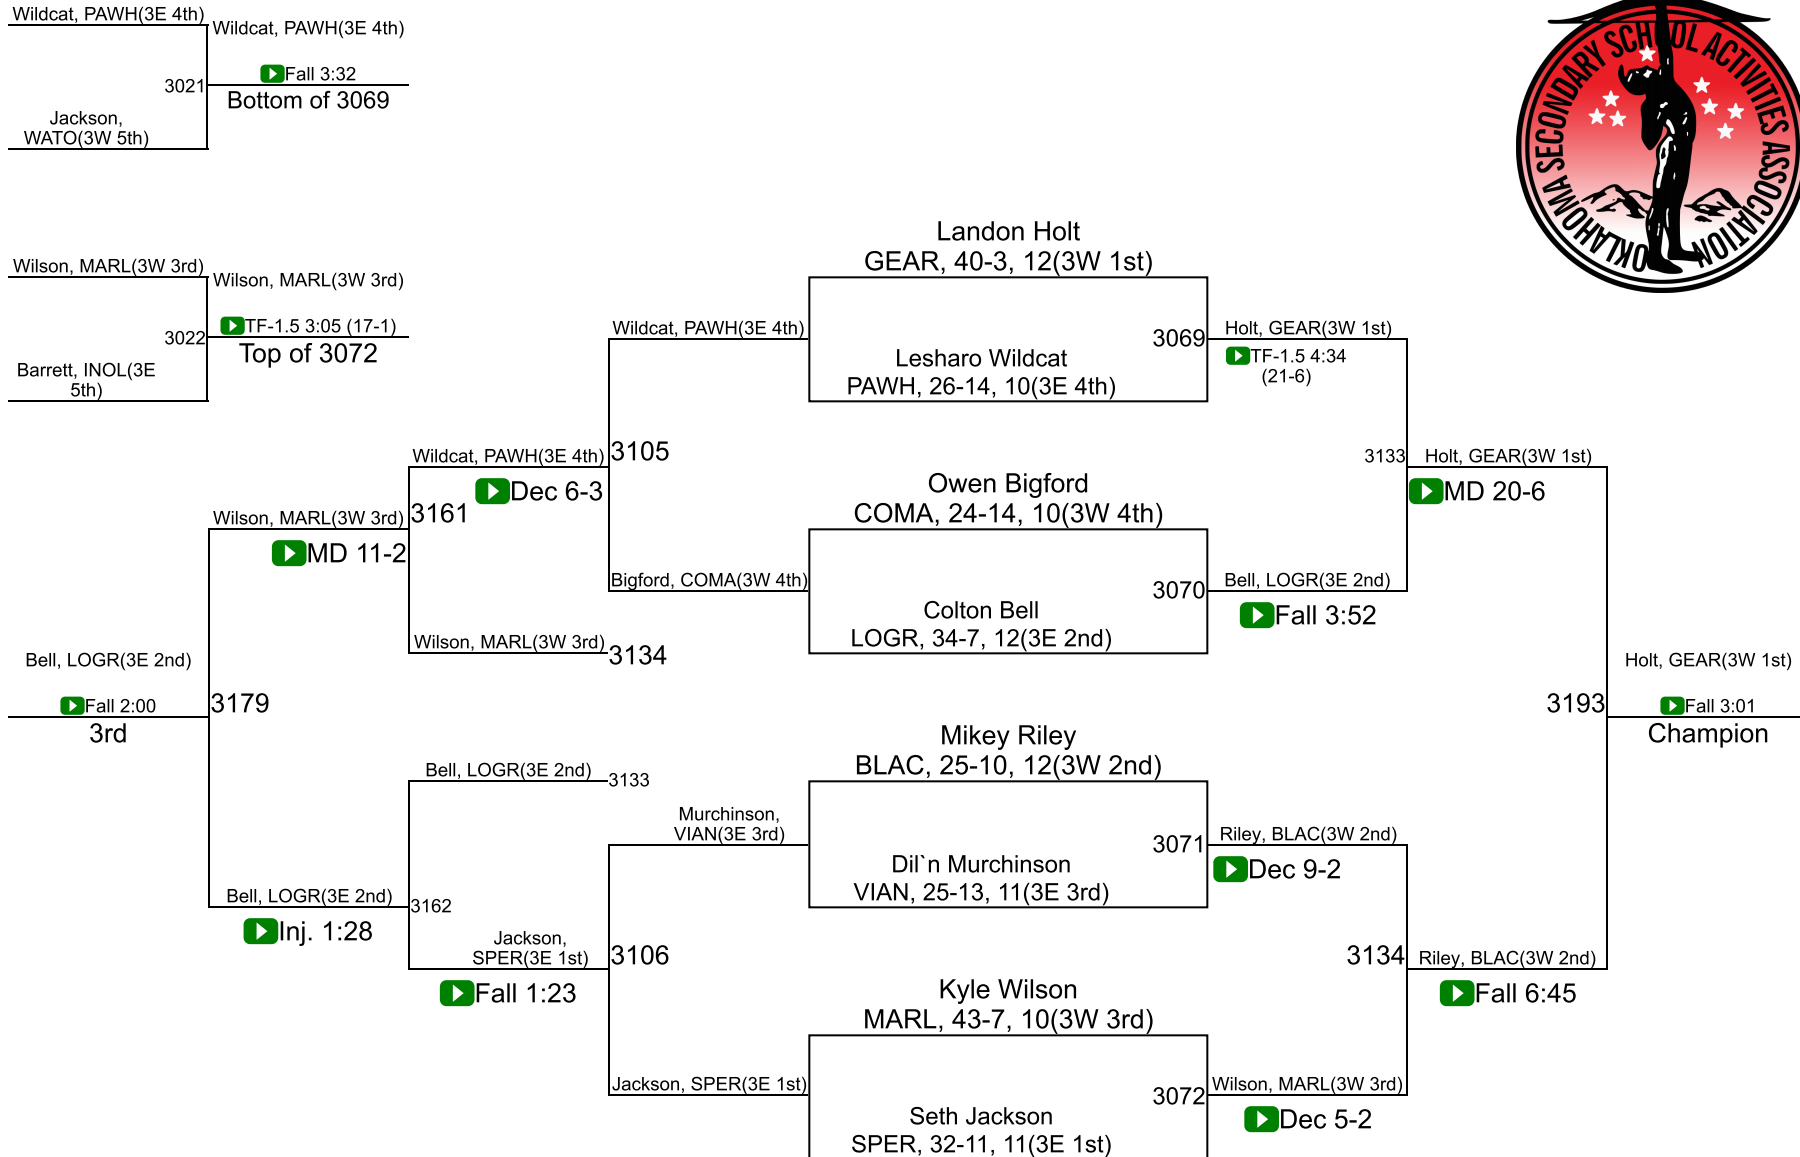 Wildcat, PAWH(3E 4th)
Wildcat, PAWH(3E 4th)
3021
Fall 3:32
Bottom of 3069
Jackson,
WATO(3W 5th)
OKLAHOMA SECONDARY SCHOOL ACTIVITIES ASSOCIATION
Wilson, MARL(3W 3rd)
Wilson, MARL(3W 3rd)
3022
TF-1.5 3:05 (17-1)
Top of 3072
Barrett, INOL(3E
5th)
Landon Holt
GEAR, 40-3, 12(3W 1st)
Wildcat, PAWH(3E 4th)
Lesharo Wildcat
PAWH, 26-14, 10(3E 4th)
3069
Holt, GEAR(3W 1st)
TF-1.5 4:34
(21-6)
Wildcat, PAWH(3E 4th)
3105
Dec 6-3
Owen Bigford
COMA, 24-14, 10(3W 4th)
3133
Holt, GEAR(3W 1st)
MD 20-6
Wilson, MARL(3W 3rd)
3161
MD 11-2
Bigford, COMA(3W 4th)
Colton Bell
LOGR, 34-7, 12(3E 2nd)
3070
Bell, LOGR(3E 2nd)
Fall 3:52
Wilson, MARL(3W 3rd)
3134
Bell, LOGR(3E 2nd)
Fall 2:00
3rd
3179
Holt, GEAR(3W 1st)
3193
Fall 3:01
Champion
Mikey Riley
BLAC, 25-10, 12(3W 2nd)
Bell, LOGR(3E 2nd)
3133
Murchinson,
VIAN(3E 3rd)
Dil`n Murchinson
VIAN, 25-13, 11(3E 3rd)
3071
Riley, BLAC(3W 2nd)
Dec 9-2
Bell, LOGR(3E 2nd)
3162
Inj. 1:28
Jackson,
SPER(3E 1st)
3106
Fall 1:23
Kyle Wilson
MARL, 43-7, 10(3W 3rd)
3134
Riley, BLAC(3W 2nd)
Fall 6:45
Jackson, SPER(3E 1st)
Seth Jackson
SPER, 32-11, 11(3E 1st)
3072
Wilson, MARL(3W 3rd)
Dec 5-2